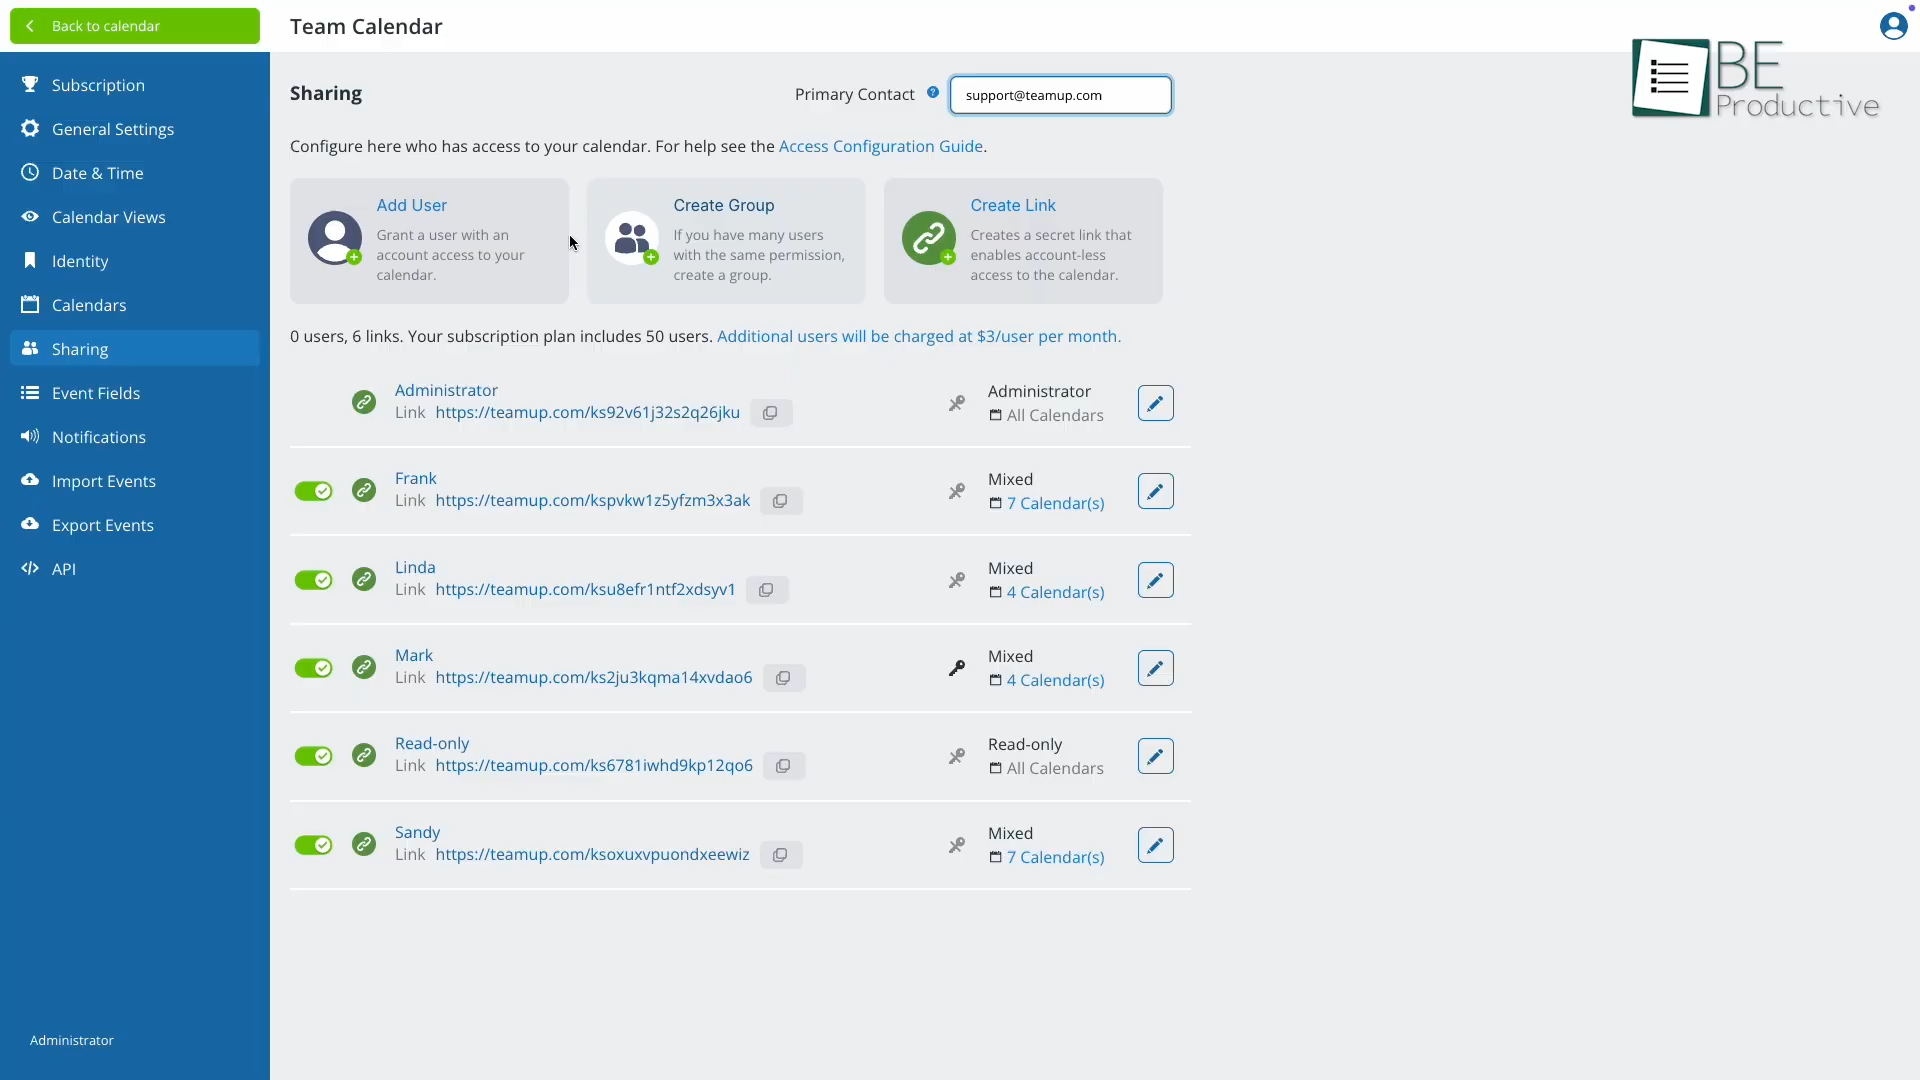 Back to calendar
Team Calendar
BE
Productive
Subscription
General Settings
Date & Time
Calendar Views
Identity
Calendars
Sharing
Event Fields
Notifications
Import Events
Export Events
API
Administrator
Sharing
Primary Contact ? support@teamup.com
Configure here who has access to your calendar. For help see the Access Configuration Guide.
Add User
Grant a user with an
account access to your
calendar.
Create Group
If you have many users
with the same permission,
create a group.
Create Link
Creates a secret link that
enables account-less
access to the calendar.
0 users, 6 links. Your subscription plan includes 50 users. Additional users will be charged at $3/user per month.
Administrator
Link https://teamup.com/ks92v61j32s2q26jku
Administrator
All Calendars
Frank
Link https://teamup.com/kspvkw1z5yfzm3x3ak
Mixed
7 Calendar(s)
Linda
Link https://teamup.com/ksu8efr1ntf2xdsyv1
Mixed
4 Calendar(s)
Mark
Link https://teamup.com/ks2ju3kqma14xvdao6
Mixed
4 Calendar(s)
Read-only
Link https://teamup.com/ks6781iwhd9kp12qo6
Read-only
All Calendars
Sandy
Link https://teamup.com/ksoxuxvpuondxeewiz
Mixed
7 Calendar(s)